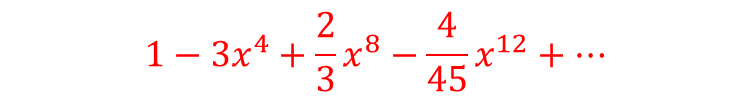 1 − 3x⁴ + 2/3 x⁸ − 4/45 x¹² + ⋯